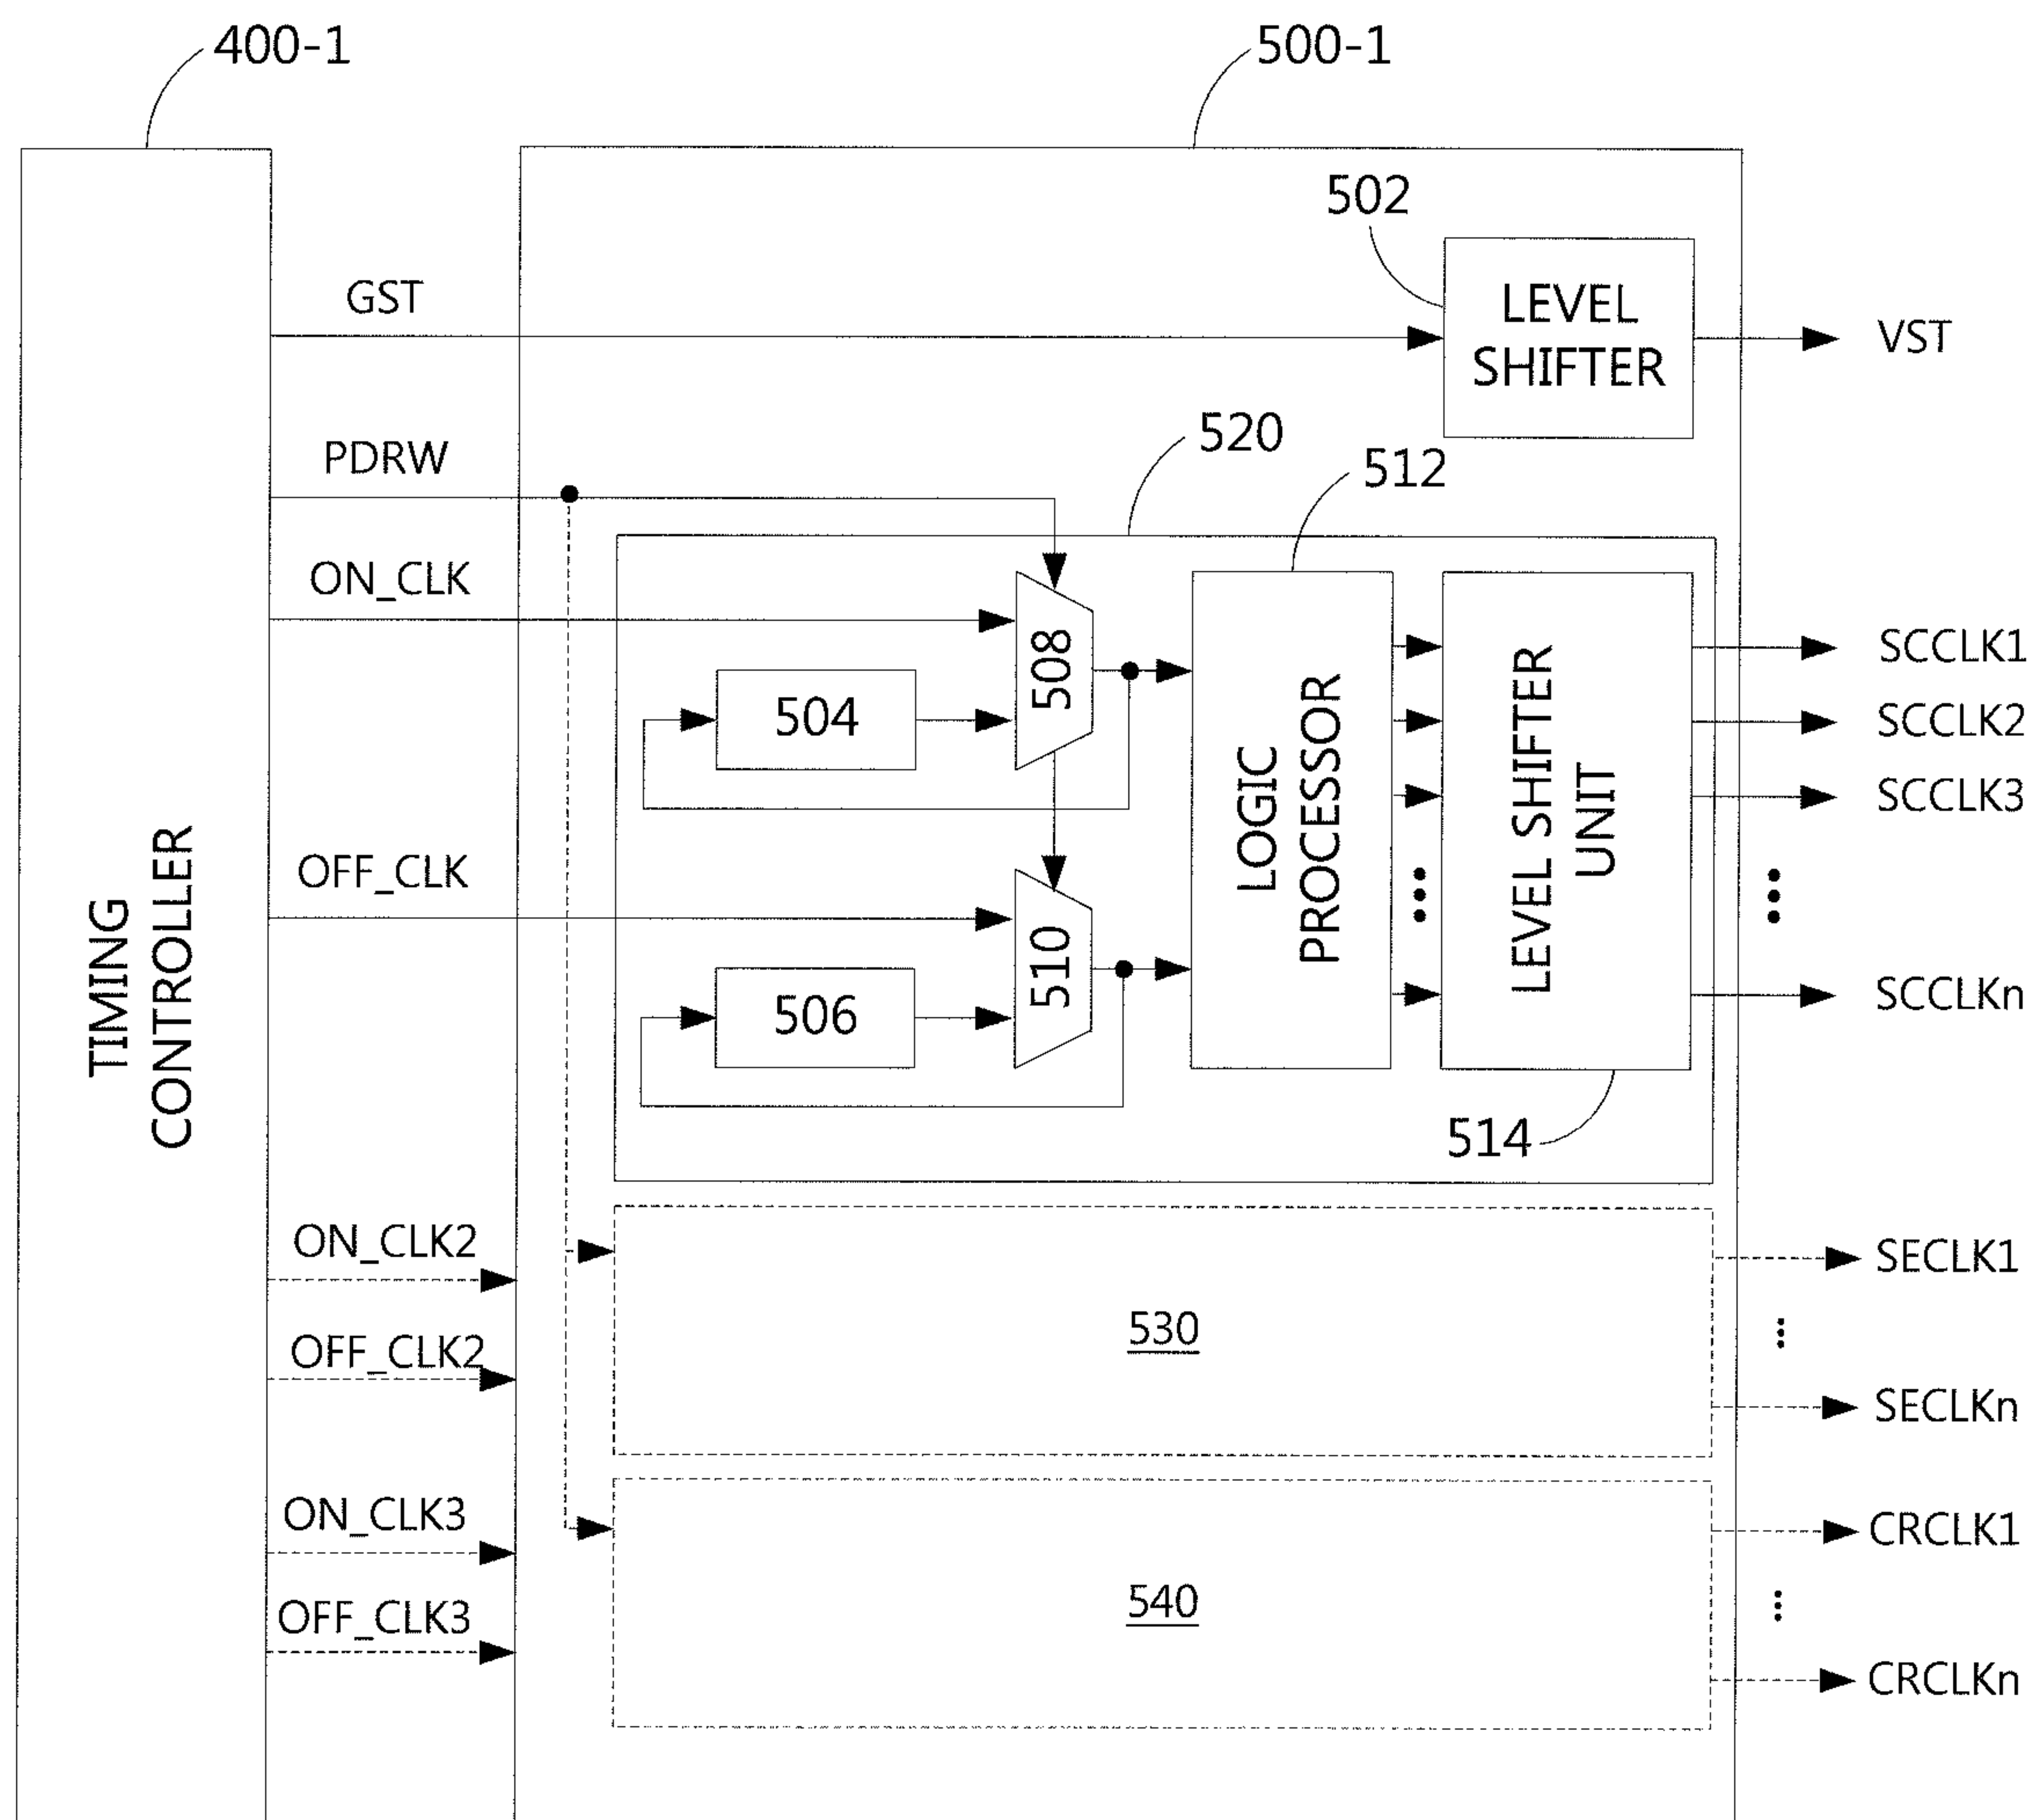 400-1
500-1
502
GST
LEVEL
SHIFTER
VST
PDRW
520
512
ON_CLK
508
504
LOGIC
PROCESSOR
LEVEL SHIFTER
UNIT
SCCLK1
SCCLK2
SCCLK3
TIMING
CONTROLLER
OFF_CLK
510
506
SCCLKn
514
ON_CLK2
SECLK1
OFF_CLK2
530
SECLKn
ON_CLK3
CRCLK1
OFF_CLK3
540
CRCLKn